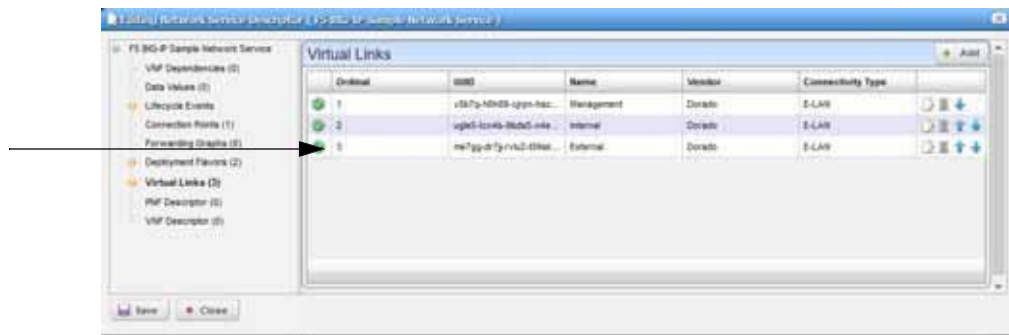 Editing Network Service Descriptor ( F5 BIG-IP Sample Network Service )
F5 BIG-IP Sample Network Service
VNF Dependencies (0)
Data Values (0)
Lifecycle Events
Connection Points (1)
Forwarding Graphs (0)
Deployment Flavors (2)
Virtual Links (3)
PNF Descriptor (0)
VNF Descriptor (0)
Virtual Links
Add
Ordinal UUID Name Vendor Connectivity Type
1 Management Dorado E-LAN
2 Internal Dorado E-LAN
3 External Dorado E-LAN
Save Close